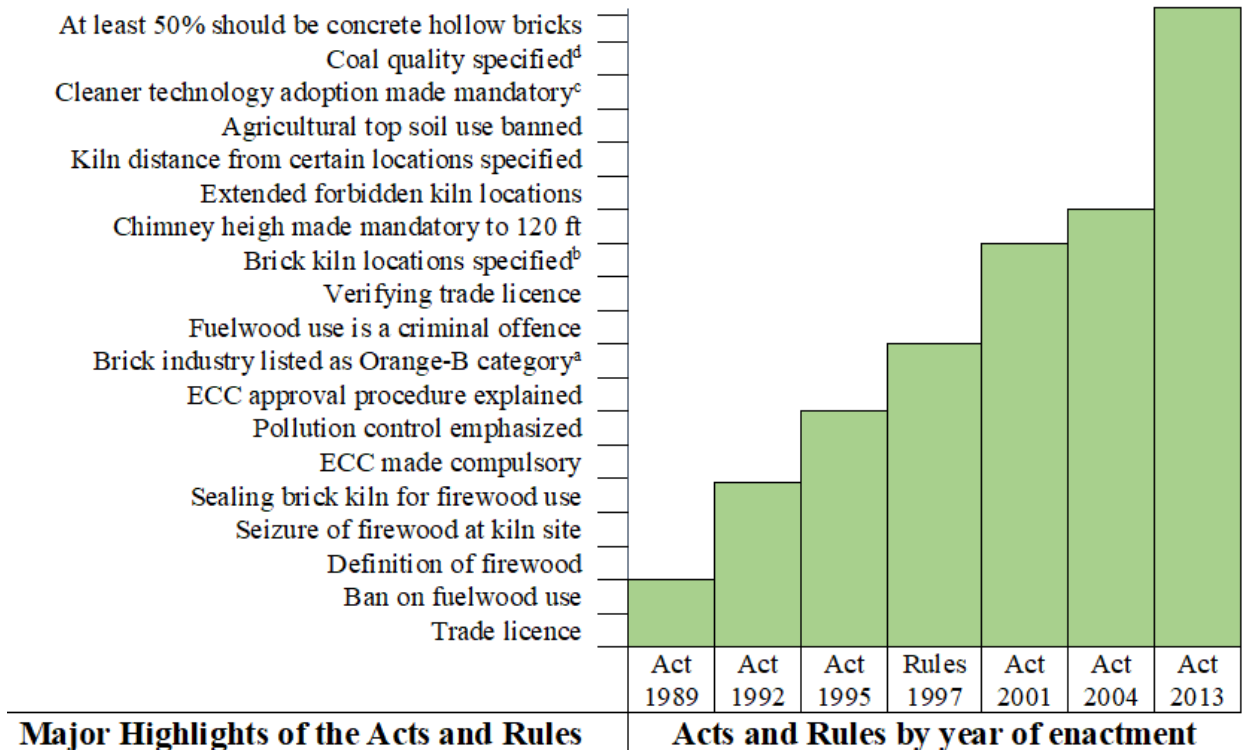 At least 50% should be concrete hollow bricks
Coal quality specifiedᵈ
Cleaner technology adoption made mandatoryᶜ
Agricultural top soil use banned
Kiln distance from certain locations specified
Extended forbidden kiln locations
Chimney heigh made mandatory to 120 ft
Brick kiln locations specifiedᵇ
Verifying trade licence
Fuelwood use is a criminal offence
Brick industry listed as Orange-B categoryᵃ
ECC approval procedure explained
Pollution control emphasized
ECC made compulsory
Sealing brick kiln for firewood use
Seizure of firewood at kiln site
Definition of firewood
Ban on fuelwood use
Trade licence
Act Act Act Rules Act Act Act
1989 1992 1995 1997 2001 2004 2013
Major Highlights of the Acts and Rules Acts and Rules by year of enactment